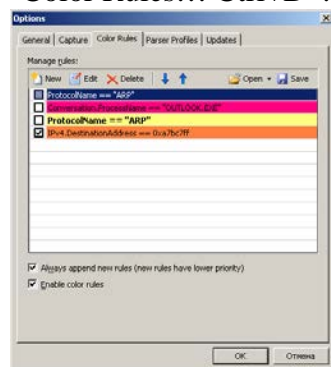 Color Rules… Ctrl+B
Options
General Capture Color Rules Parser Profiles Updates
Manage rules:
New Edit Delete Open Save
ProtocolName == "ARP"
Conversation.ProcessName == "OUTLOOK.EXE"
ProtocolName == "ARP"
IPv4.DestinationAddress == 0xa7bc7ff
Always append new rules (new rules have lower priority)
Enable color rules
OK Отмена